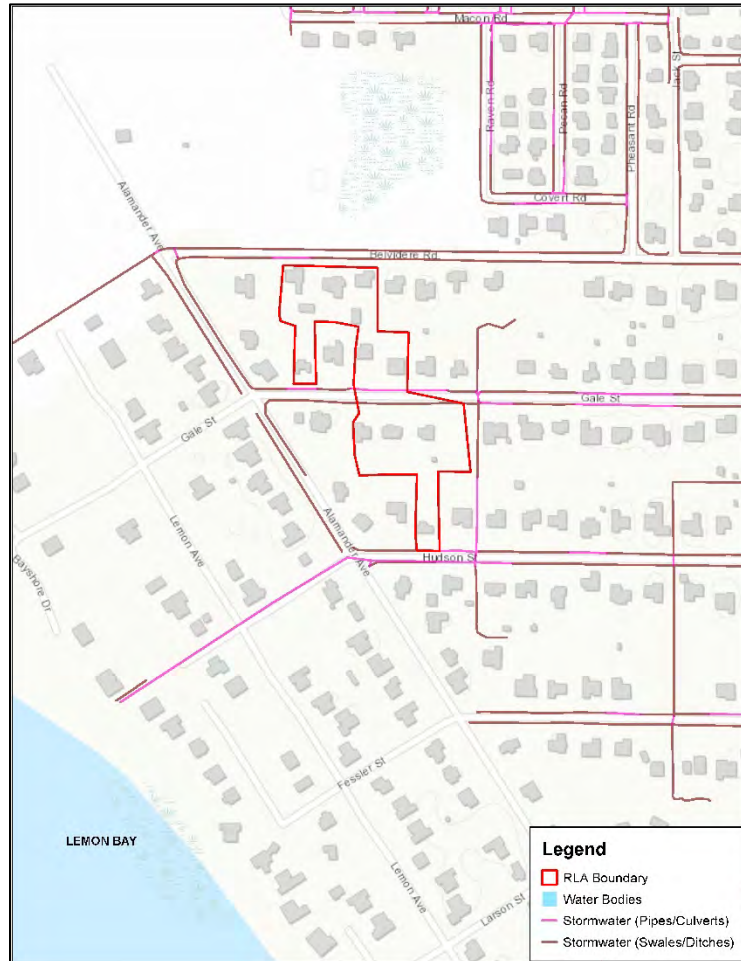 Macon Rd
Jack St
Raven Rd
Pecan Rd
Pheasant Rd
Alamander Ave
Covert Rd
Belvidere Rd
Gale St
Gale St
Lemon Ave
Alamander Ave
Hudson St
Bayshore Dr
Fessler St
LEMON BAY
Lemon Ave
Larson St
Legend
RLA Boundary
Water Bodies
Stormwater (Pipes/Culverts)
Stormwater (Swales/Ditches)